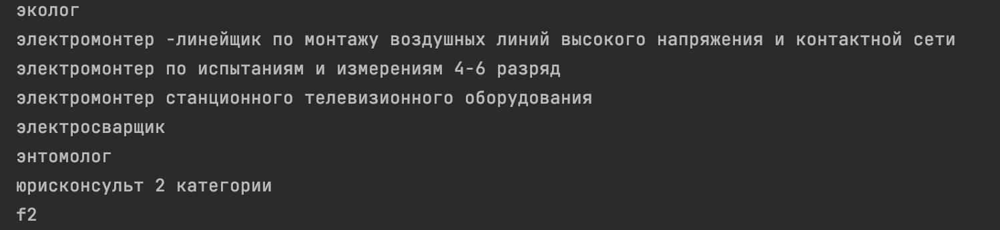 эколог
электромонтер -линейщик по монтажу воздушных линий высокого напряжения и контактной сети
электромонтер по испытаниям и измерениям 4-6 разряд
электромонтер станционного телевизионного оборудования
электросварщик
энтомолог
юрисконсульт 2 категории
f2